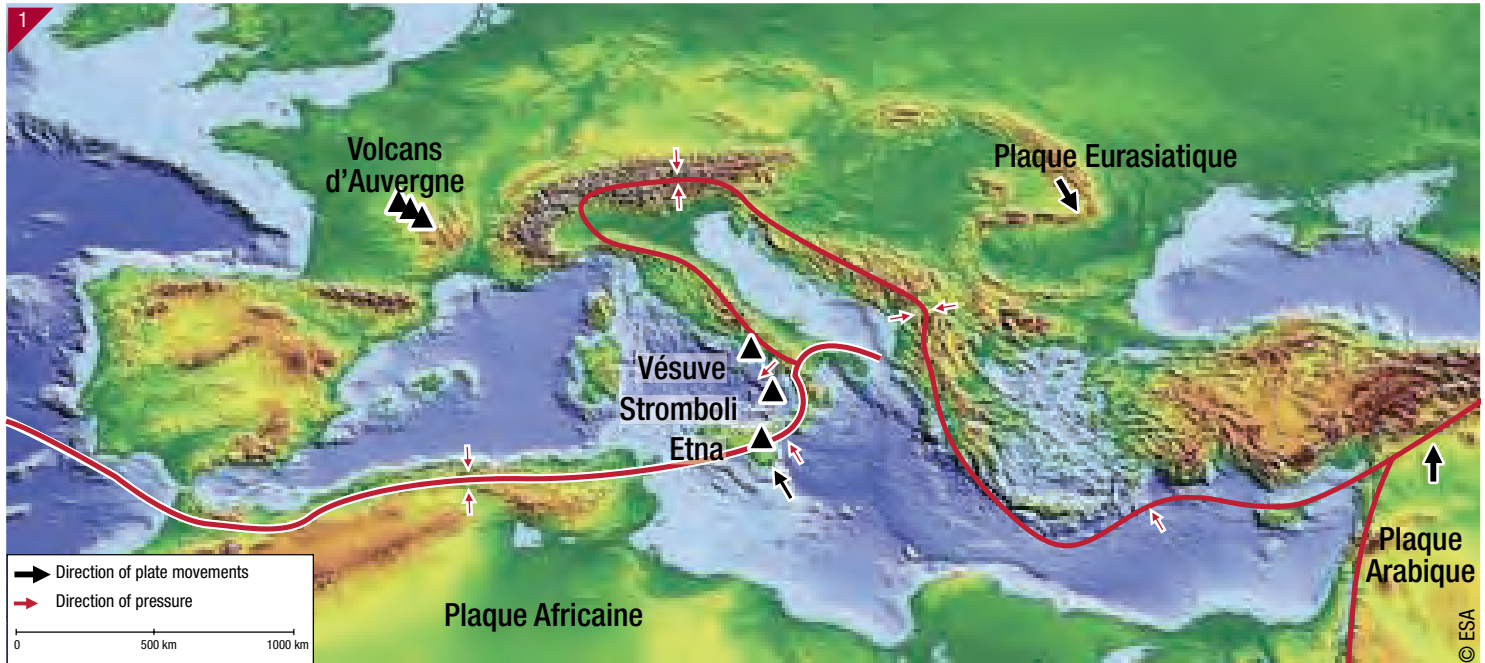 1
Volcans
d'Auvergne
Plaque Eurasiatique
Vésuve
Stromboli
Etna
Plaque
Arabique
Plaque Africaine
Direction of plate movements
Direction of pressure
0 500 km 1000 km
© ESA